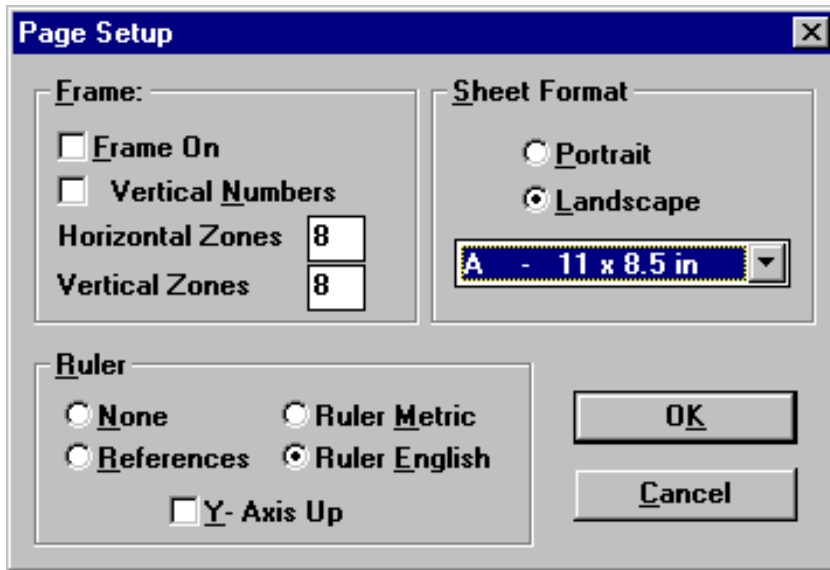 Page Setup
Frame:
Frame On
Vertical Numbers
Horizontal Zones 8
Vertical Zones 8
Sheet Format
Portrait
Landscape
A - 11 x 8.5 in
Ruler
None Ruler Metric
References Ruler English
Y- Axis Up
OK
Cancel